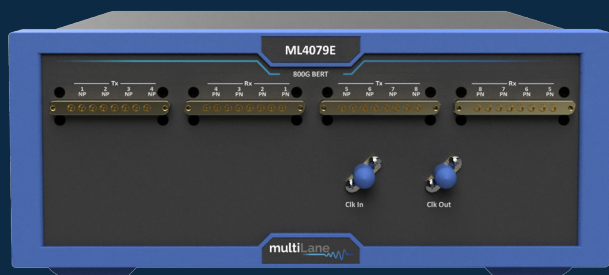 ML4079E
800G BERT
Tx
1 2 3 4
NP NP NP NP
Rx
4 3 2 1
PN PN PN PN
Tx
5 6 7 8
NP NP NP NP
Rx
8 7 6 5
PN PN PN PN
Clk In
Clk Out
multiLane